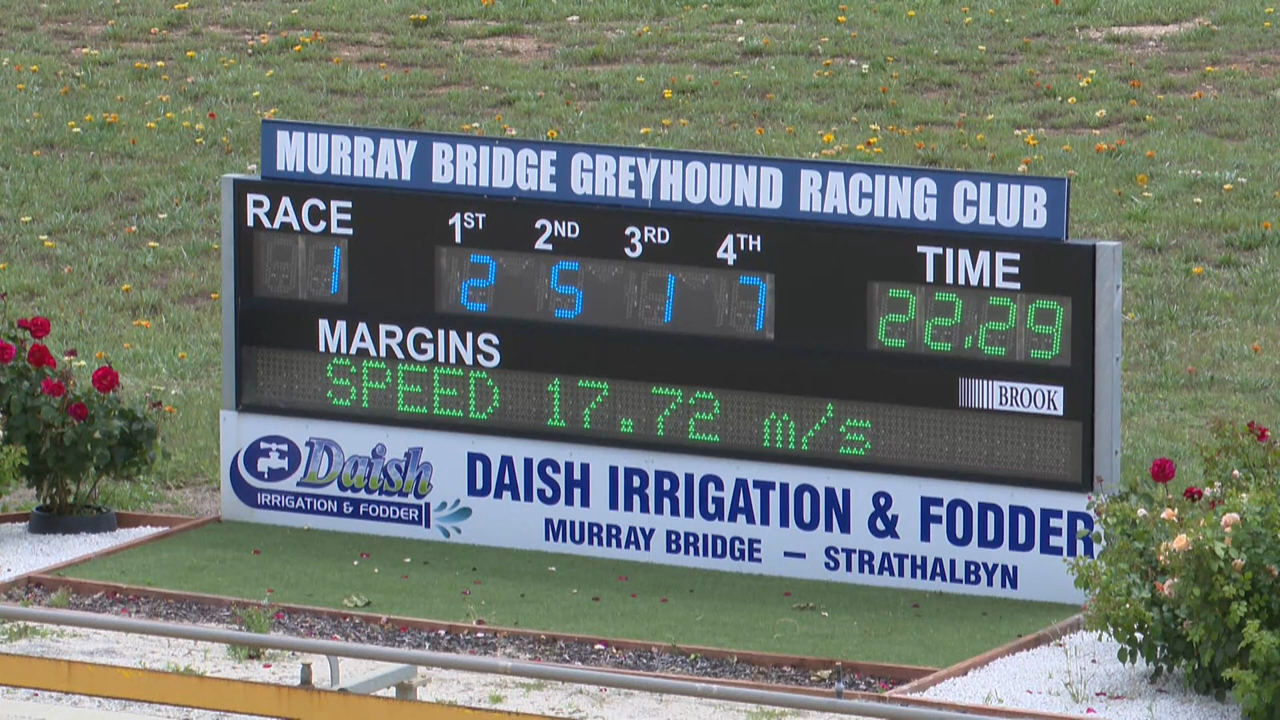 MURRAY BRIDGE GREYHOUND RACING CLUB
RACE 1ST 2ND 3RD 4TH TIME
1 2 5 1 7 22.29
MARGINS
SPEED 17.72 m/s
BROOK
Daish
IRRIGATION & FODDER
DAISH IRRIGATION & FODDER
MURRAY BRIDGE – STRATHALBYN